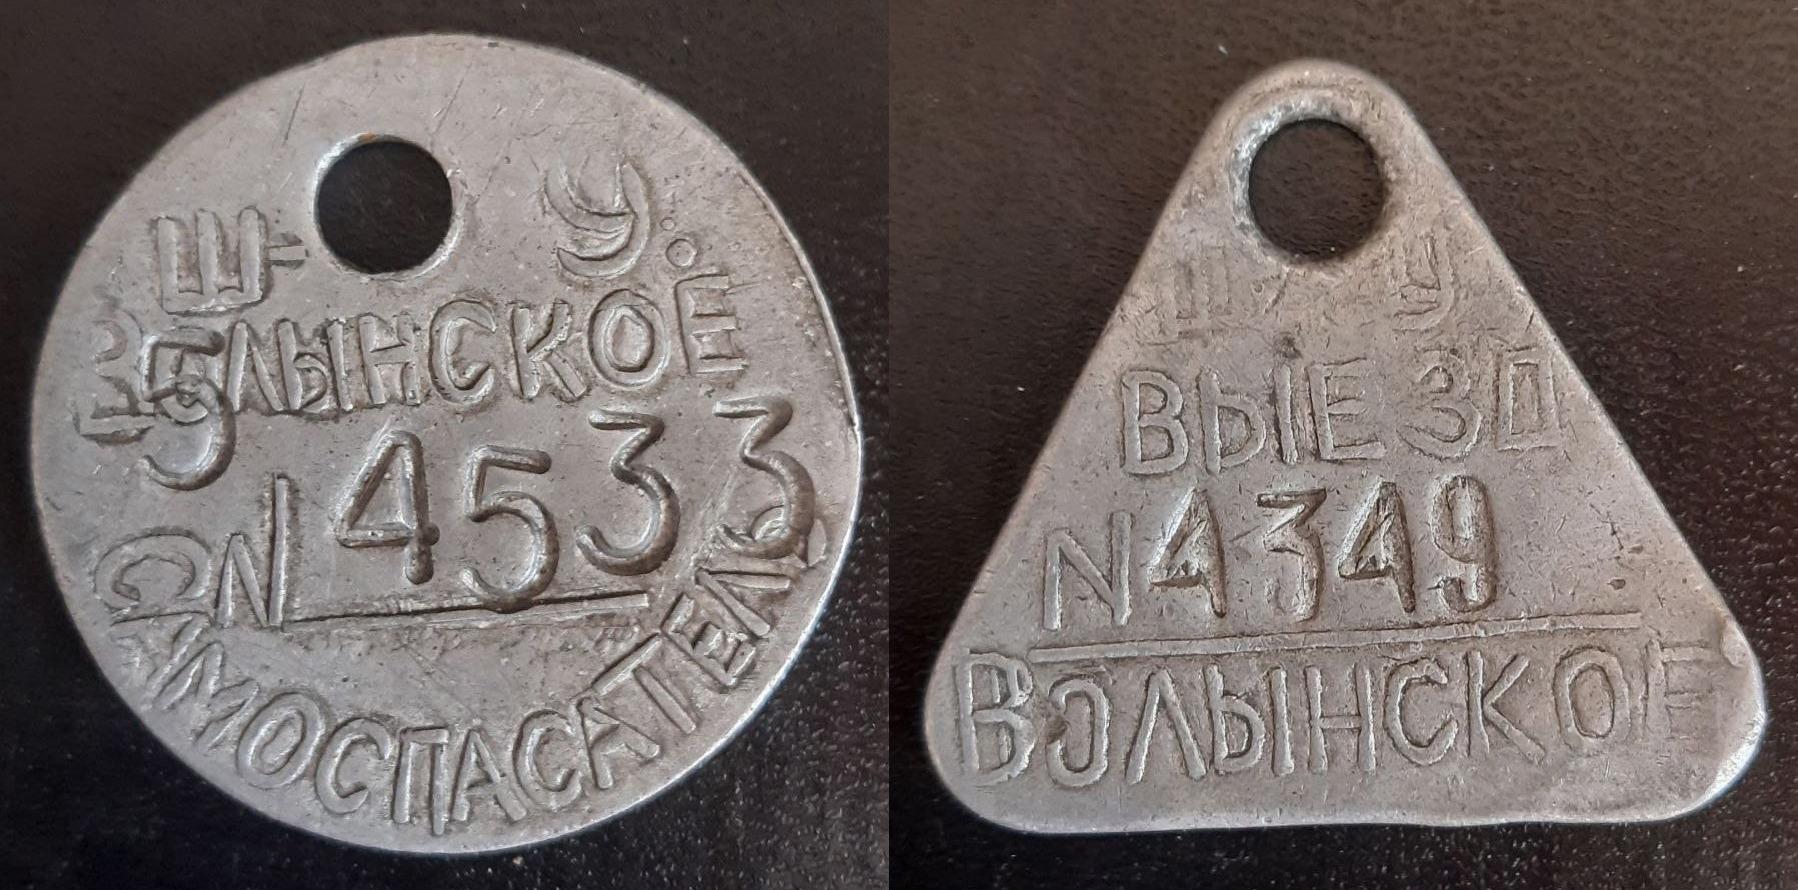 Ш-У
ВОЛЫНСКОЕ
5
N 4533
САМОСПАСАТЕЛЬ
Ш-У
ВЫЕЗД
N4349
ВОЛЫНСКОЕ